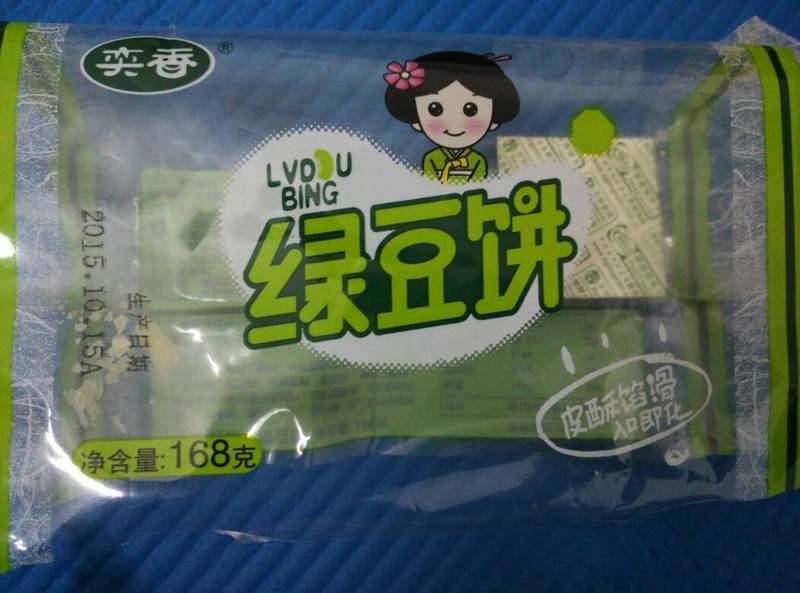 奕香®
LVDOU
BING
绿豆饼
2015.10.15A
生产日期
皮酥馅滑
入口即化
净含量:168克